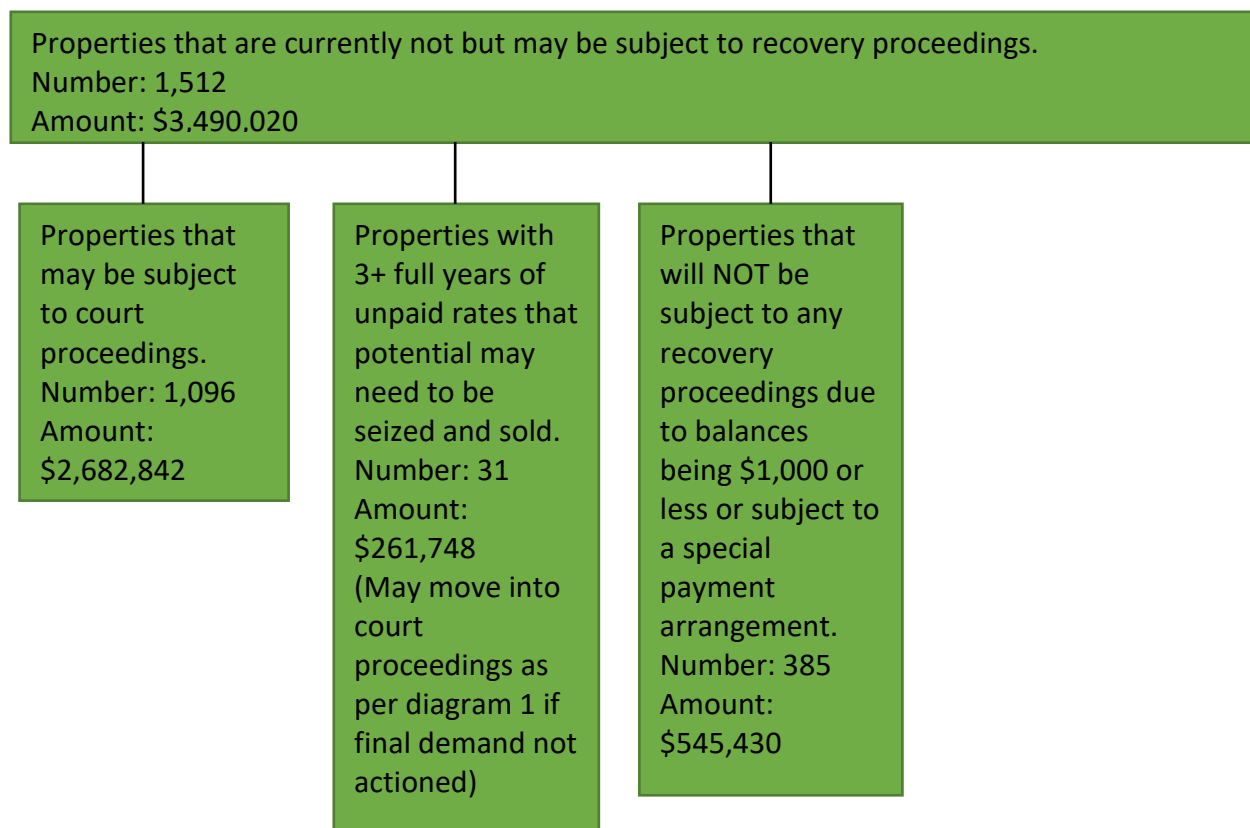 Properties that are currently not but may be subject to recovery proceedings.
Number: 1,512
Amount: $3,490,020
Properties that
may be subject
to court
proceedings.
Number: 1,096
Amount:
$2,682,842
Properties with
3+ full years of
unpaid rates that
potential may
need to be
seized and sold.
Number: 31
Amount:
$261,748
(May move into
court
proceedings as
per diagram 1 if
final demand not
actioned)
Properties that
will NOT be
subject to any
recovery
proceedings due
to balances
being $1,000 or
less or subject to
a special
payment
arrangement.
Number: 385
Amount:
$545,430